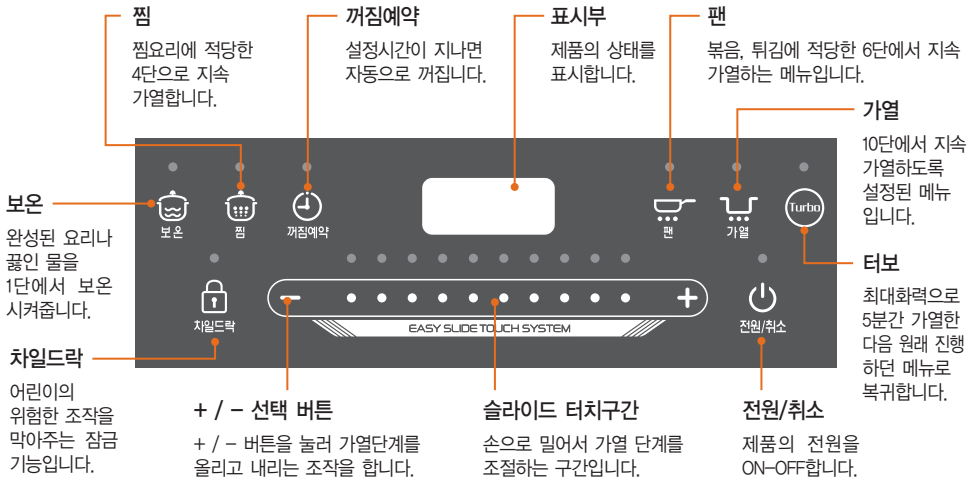 찜
찜요리에 적당한
4단으로 지속
가열합니다.
꺼짐예약
설정시간이 지나면
자동으로 꺼집니다.
표시부
제품의 상태를
표시합니다.
팬
볶음, 튀김에 적당한 6단에서 지속
가열하는 메뉴입니다.
가열
10단에서 지속
가열하도록
설정된 메뉴
입니다.
보온
완성된 요리나
끓인 물을
1단에서 보온
시켜줍니다.
보온
찜
꺼짐예약
팬
가열
Turbo
터보
최대화력으로
5분간 가열한
다음 원래 진행
하던 메뉴로
복귀합니다.
차일드락
− +
EASY SLIDE TOUCH SYSTEM
전원/취소
차일드락
어린이의
위험한 조작을
막아주는 잠금
기능입니다.
+ / − 선택 버튼
+ / − 버튼을 눌러 가열단계를
올리고 내리는 조작을 합니다.
슬라이드 터치구간
손으로 밀어서 가열 단계를
조절하는 구간입니다.
전원/취소
제품의 전원을
ON-OFF합니다.